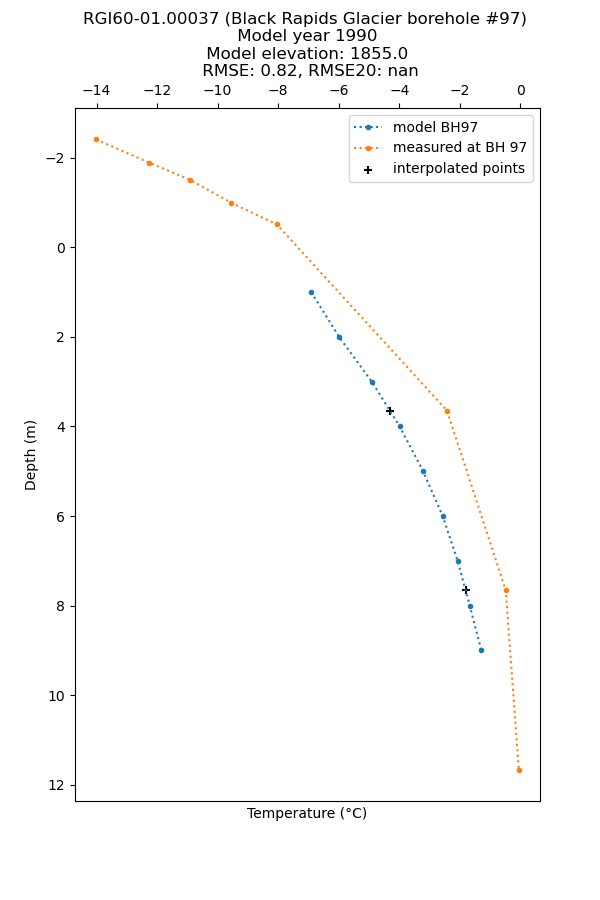 RGI60-01.00037 (Black Rapids Glacier borehole #97)
Model year 1990
Model elevation: 1855.0
RMSE: 0.82, RMSE20: nan
−14 −12 −10 −8 −6 −4 −2 0
model BH97
measured at BH 97
interpolated points
−2
0
2
4
6
8
10
12
Depth (m)
Temperature (°C)